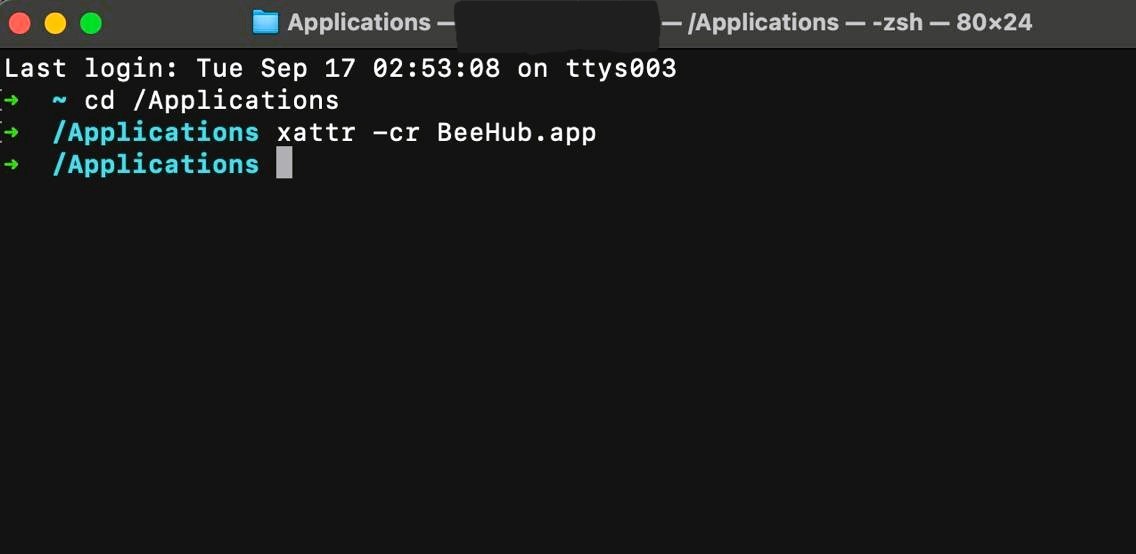 Applications — — /Applications — -zsh — 80×24
Last login: Tue Sep 17 02:53:08 on ttys003
➜ ~ cd /Applications
➜ /Applications xattr -cr BeeHub.app
➜ /Applications